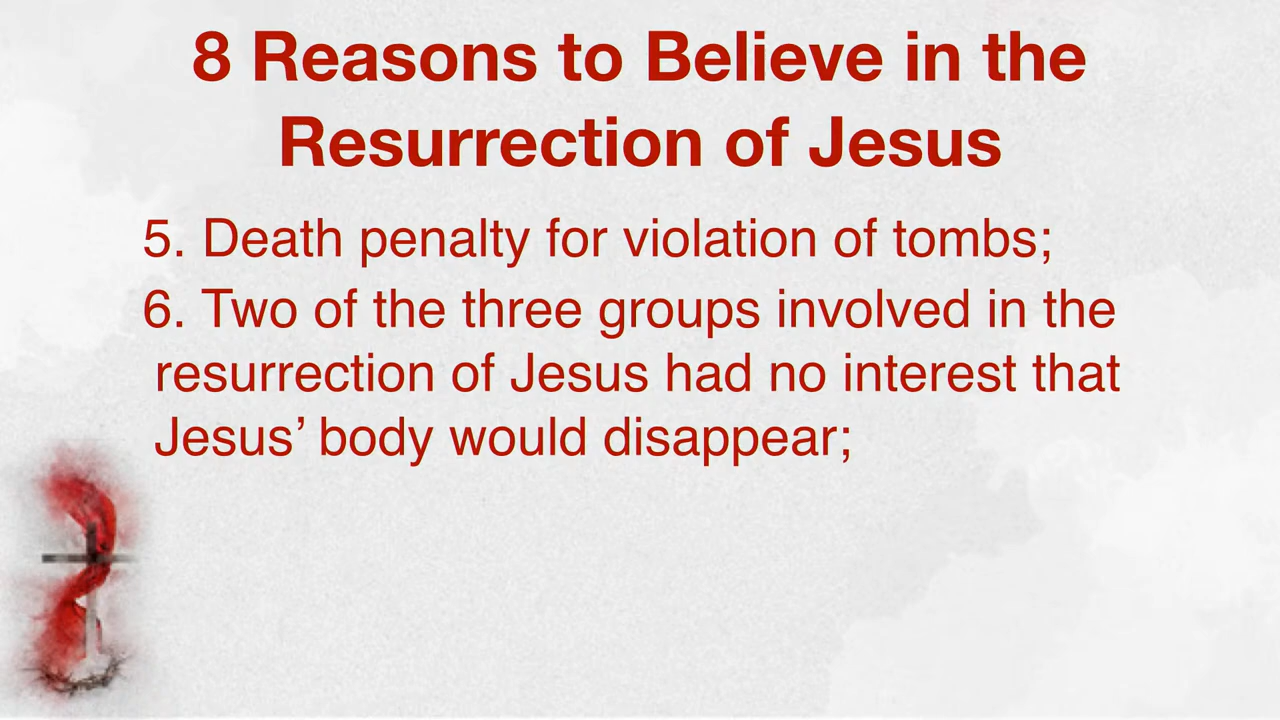 8 Reasons to Believe in the
Resurrection of Jesus
5. Death penalty for violation of tombs;
6. Two of the three groups involved in the
resurrection of Jesus had no interest that
Jesus’ body would disappear;